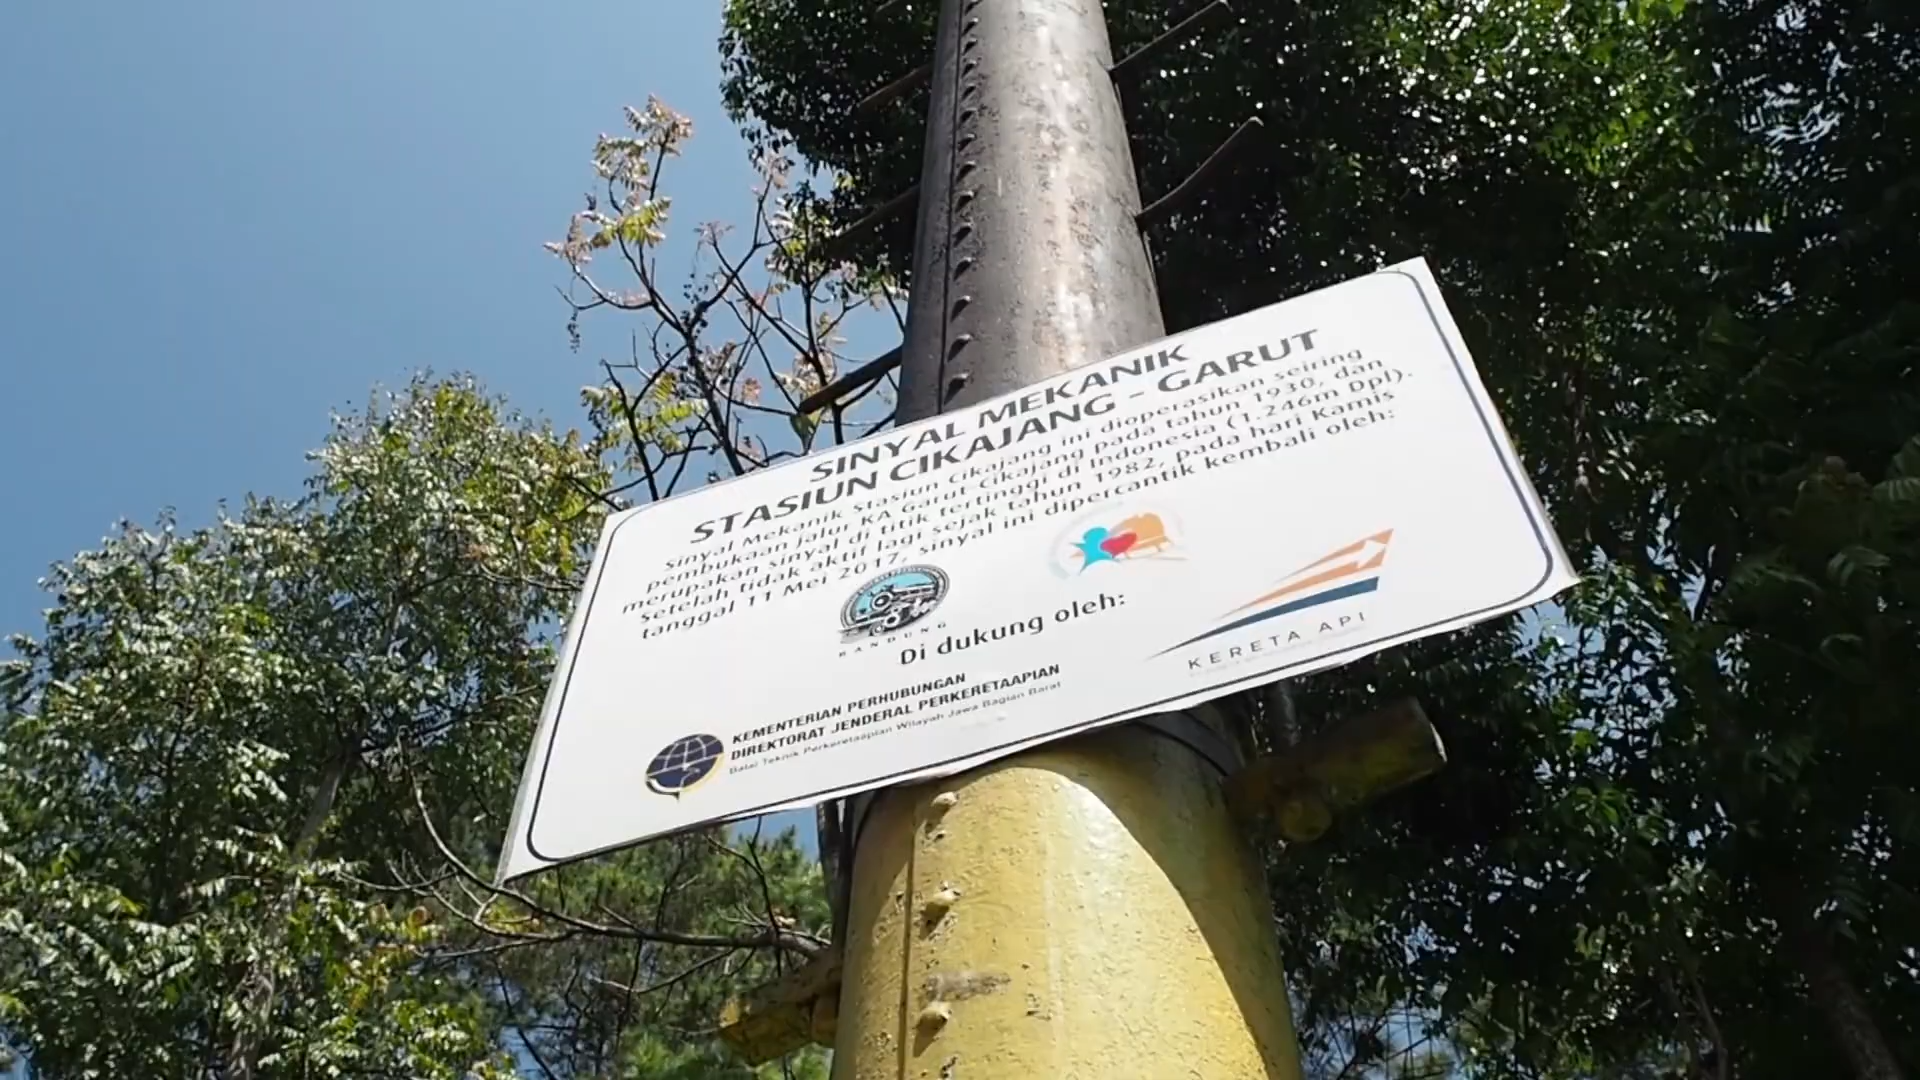 SINYAL MEKANIK
STASIUN CIKAJANG - GARUT
Sinyal Mekanik Stasiun Cikajang ini dioperasikan seiring
pembukaan jalur KA Garut-Cikajang pada tahun 1930, dan
merupakan sinyal di titik tertinggi di Indonesia (1.246m Dpl).
Setelah tidak aktif lagi sejak tahun 1982, pada hari Kamis
tanggal 11 Mei 2017, sinyal ini dipercantik kembali oleh:
BANDUNG
Di dukung oleh:
KEMENTERIAN PERHUBUNGAN
DIREKTORAT JENDERAL PERKERETAAPIAN
Balai Teknik Perkeretaapian Wilayah Jawa Bagian Barat
KERETA API